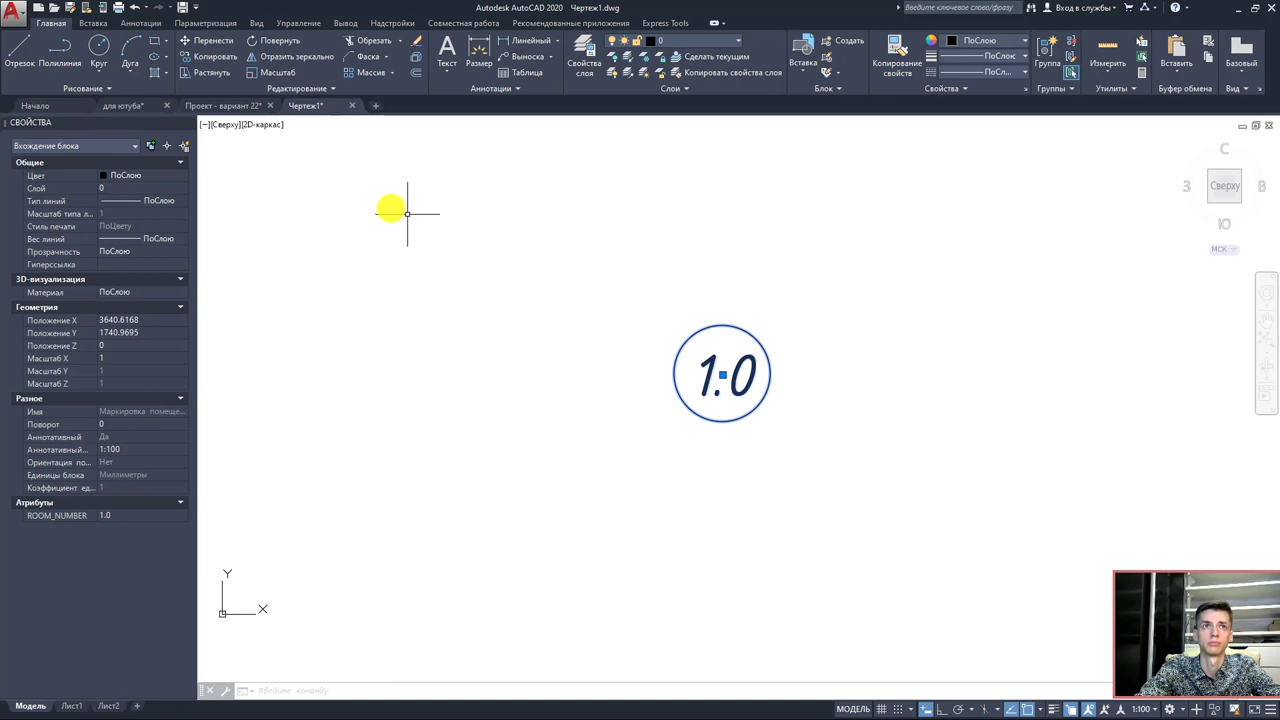 Autodesk AutoCAD 2020 Чертеж1.dwg
Введите ключевое слово/фразу
Вход в службы
Главная Вставка Аннотации Параметризация Вид Управление Вывод Надстройки Совместная работа Рекомендованные приложения Express Tools
Отрезок Полилиния Круг Дуга
Перенести Повернуть Обрезать
Копировать Отразить зеркально Фаска
Растянуть Масштаб Массив
Текст Размер
Линейный
Выноска
Таблица
Свойства слоя
0
Сделать текущим
Копировать свойства слоя
Вставка
Создать
Копирование свойств
ПоСлою
ПоСлою
ПоСл...
Группа
Измерить
Вставить
Базовый
Рисование Редактирование Аннотации Слои Блок Свойства Группы Утилиты Буфер обмена Вид
Начало для ютуба* Проект - вариант 22* Чертеж1*
СВОЙСТВА
[−][Сверху][2D-каркас]
Вхождение блока
Общие
Цвет ПоСлою
Слой 0
Тип линий ПоСлою
Масштаб типа л... 1
Стиль печати ПоЦвету
Вес линий ПоСлою
Прозрачность ПоСлою
Гиперссылка
3D-визуализация
Материал ПоСлою
Геометрия
Положение X 3640.6168
Положение Y 1740.9695
Положение Z 0
Масштаб X 1
Масштаб Y 1
Масштаб Z 1
Разное
Имя Маркировка помеще...
Поворот 0
Аннотативный Да
Аннотативный... 1:100
Ориентация по... Нет
Единицы блока Миллиметры
Коэффициент ед... 1
Атрибуты
ROOM_NUMBER 1.0
1.0
С
З Сверху В
Ю
МСК
Y
X
Введите команду
Модель Лист1 Лист2 +
МОДЕЛЬ
1:100